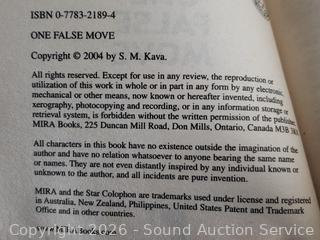 ISBN 0-7783-2189-4
ONE FALSE MOVE
Copyright © 2004 by S. M. Kava.
All rights reserved. Except for use in any review, the reproduction or
utilization of this work in whole or in part in any form by any electronic,
mechanical or other means, now known or hereafter invented, including
xerography, photocopying and recording, or in any information storage or
retrieval system, is forbidden without the written permission of the publisher,
MIRA Books, 225 Duncan Mill Road, Don Mills, Ontario, Canada M3B
All characters in this book have no existence outside the imagination of the
author and have no relation whatsoever to anyone bearing the same name
or names. They are not even distantly inspired by any individual known or
unknown to the author, and all incidents are pure invention.
MIRA and the Star Colophon are trademarks used under license and registered
in Australia, New Zealand, Philippines, United States Patent and Trademark
Office and in other countries.
Copyright 2026 - Sound Auction Service